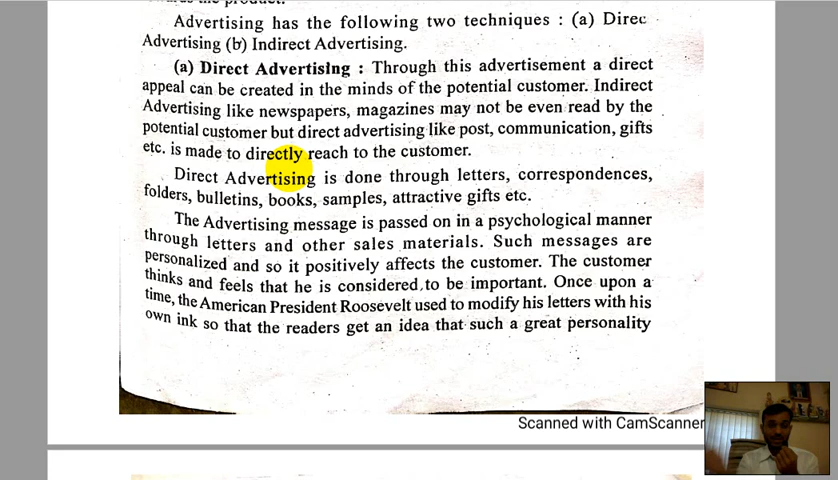 Advertising has the following two techniques : (a) Direc
Advertising (b) Indirect Advertising.
(a) Direct Advertising : Through this advertisement a direct
appeal can be created in the minds of the potential customer. Indirect
Advertising like newspapers, magazines may not be even read by the
potential customer but direct advertising like post, communication, gifts
etc. is made to directly reach to the customer.
Direct Advertising is done through letters, correspondences,
folders, bulletins, books, samples, attractive gifts etc.
The Advertising message is passed on in a psychological manner
through letters and other sales materials. Such messages are
personalized and so it positively affects the customer. The customer
thinks and feels that he is considered to be important. Once upon a
time, the American President Roosevelt used to modify his letters with his
own ink so that the readers get an idea that such a great personality
Scanned with CamScanner